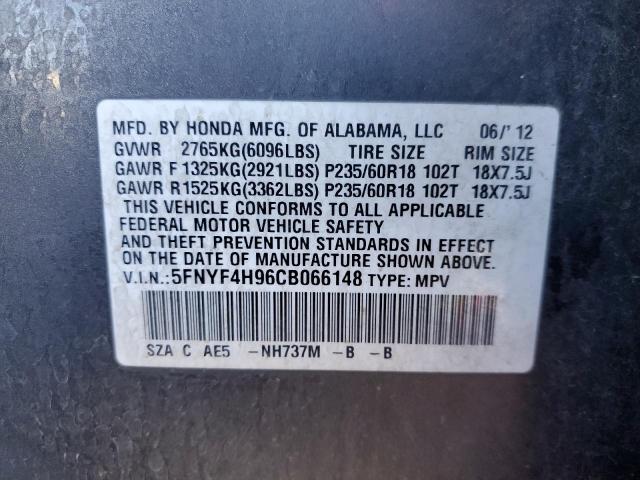 MFD. BY HONDA MFG. OF ALABAMA, LLC 06/'12
GVWR 2765KG(6096LBS) TIRE SIZE RIM SIZE
GAWR F 1325KG(2921LBS) P235/60R18 102T 18X7.5J
GAWR R 1525KG(3362LBS) P235/60R18 102T 18X7.5J
THIS VEHICLE CONFORMS TO ALL APPLICABLE
FEDERAL MOTOR VEHICLE SAFETY
AND THEFT PREVENTION STANDARDS IN EFFECT
ON THE DATE OF MANUFACTURE SHOWN ABOVE.
V.I.N.:5FNYF4H96CB066148 TYPE: MPV
SZA C AE5 -NH737M -B -B